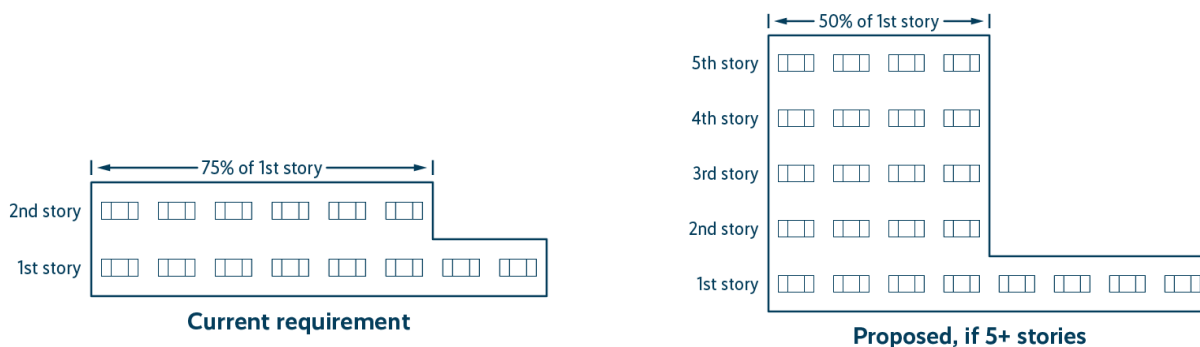 75% of 1st story
2nd story
1st story
Current requirement
50% of 1st story
5th story
4th story
3rd story
2nd story
1st story
Proposed, if 5+ stories